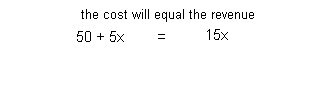 the cost will equal the revenue
50 + 5x = 15x